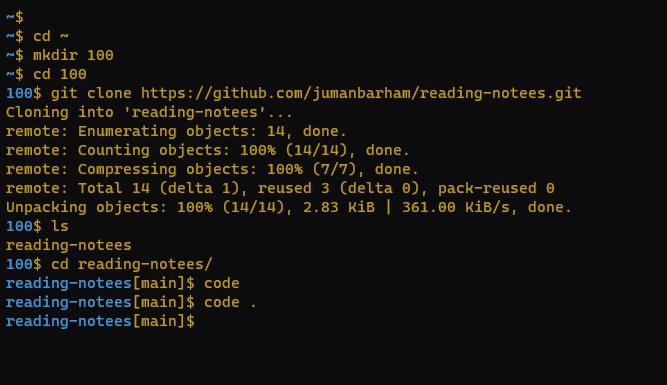 ~$
~$ cd ~
~$ mkdir 100
~$ cd 100
100$ git clone https://github.com/jumanbarham/reading-notees.git
Cloning into 'reading-notees'...
remote: Enumerating objects: 14, done.
remote: Counting objects: 100% (14/14), done.
remote: Compressing objects: 100% (7/7), done.
remote: Total 14 (delta 1), reused 3 (delta 0), pack-reused 0
Unpacking objects: 100% (14/14), 2.83 KiB | 361.00 KiB/s, done.
100$ ls
reading-notees
100$ cd reading-notees/
reading-notees[main]$ code
reading-notees[main]$ code .
reading-notees[main]$